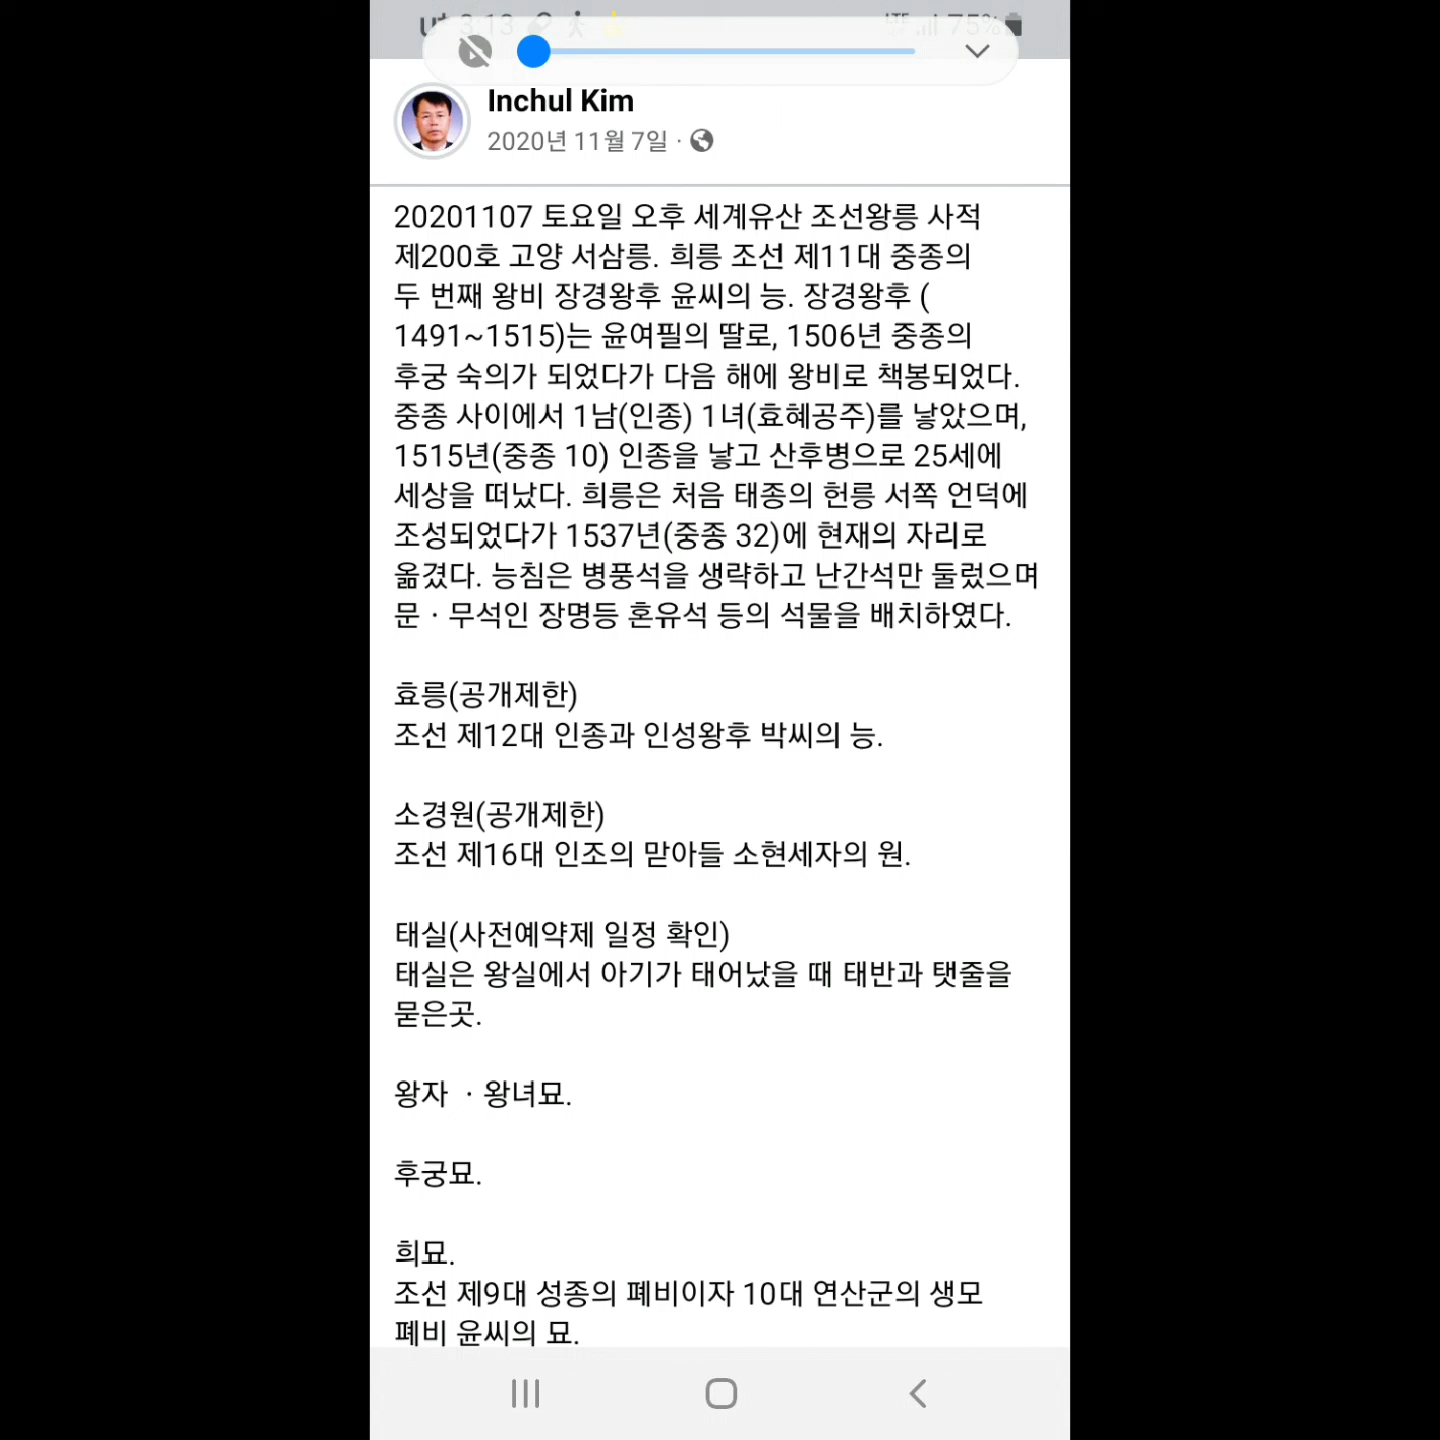 3:13
75%
Inchul Kim
2020년 11월 7일 ·
20201107 토요일 오후 세계유산 조선왕릉 사적
제200호 고양 서삼릉. 희릉 조선 제11대 중종의
두 번째 왕비 장경왕후 윤씨의 능. 장경왕후 (
1491~1515)는 윤여필의 딸로, 1506년 중종의
후궁 숙의가 되었다가 다음 해에 왕비로 책봉되었다.
중종 사이에서 1남(인종) 1녀(효혜공주)를 낳았으며,
1515년(중종 10) 인종을 낳고 산후병으로 25세에
세상을 떠났다. 희릉은 처음 태종의 헌릉 서쪽 언덕에
조성되었다가 1537년(중종 32)에 현재의 자리로
옮겼다. 능침은 병풍석을 생략하고 난간석만 둘렀으며
문 · 무석인 장명등 혼유석 등의 석물을 배치하였다.
효릉(공개제한)
조선 제12대 인종과 인성왕후 박씨의 능.
소경원(공개제한)
조선 제16대 인조의 맏아들 소현세자의 원.
태실(사전예약제 일정 확인)
태실은 왕실에서 아기가 태어났을 때 태반과 탯줄을
묻은곳.
왕자 · 왕녀묘.
후궁묘.
희묘.
조선 제9대 성종의 폐비이자 10대 연산군의 생모
폐비 윤씨의 묘.